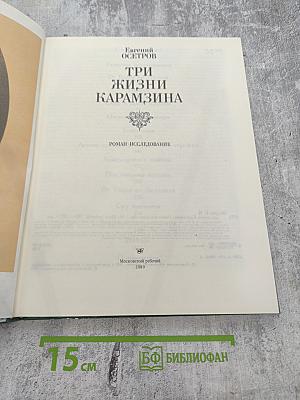 Евгений
ОСЕТРОВ
ТРИ
ЖИЗНИ
КАРАМЗИНА
РОМАН-ИССЛЕДОВАНИЕ
Московский рабочий
1989
15 см
БФ БИБЛИОФАН